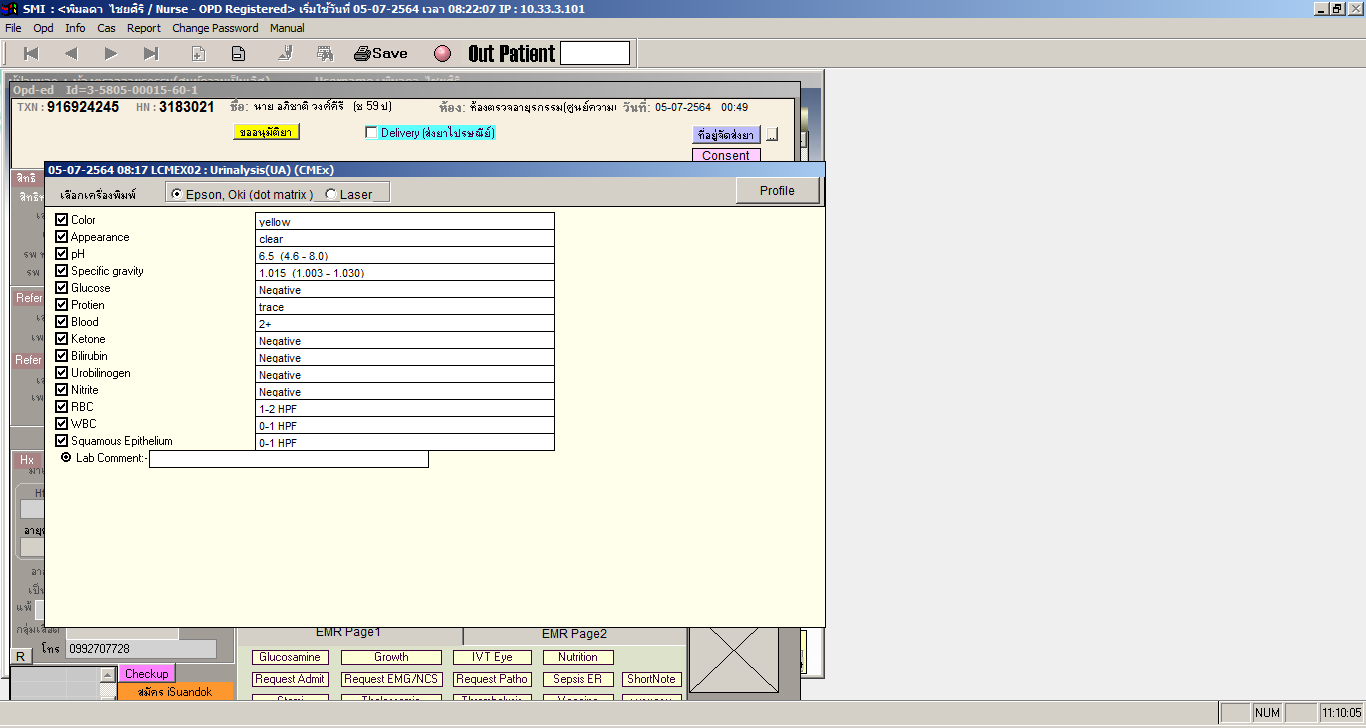 SMI : <พิมลดา ไชยศิริ / Nurse - OPD Registered> เริ่มใช้วันที่ 05-07-2564 เวลา 08:22:07 IP : 10.33.3.101
File Opd Info Cas Report Change Password Manual
Save Out Patient
Opd-ed Id=3-5805-00015-60-1
TXN : 916924245 HN : 3183021 ชื่อ: นาย อภิชาติ วงศ์คีรี (ช 59 ป) ห้อง: ห้องตรวจอายุรกรรม(ศูนย์ความ วันที่: 05-07-2564 00:49
ขออนุมัติยา Delivery (ส่งยาไปรษณีย์) ที่อยู่จัดส่งยา ...
Consent
05-07-2564 08:17 LCMEX02 : Urinalysis(UA) (CMEx)
สิทธิ
เลือกเครื่องพิมพ์ Epson, Oki (dot matrix ) Laser Profile
Color yellow
Appearance clear
pH 6.5 (4.6 - 8.0)
Specific gravity 1.015 (1.003 - 1.030)
Glucose Negative
Refer
Protien trace
Blood 2+
Ketone Negative
Bilirubin Negative
Refer
Urobilinogen Negative
Nitrite Negative
RBC 1-2 HPF
WBC 0-1 HPF
Squamous Epithelium 0-1 HPF
Hx
Lab Comment:-
แพ้
กลุ่มเลือด
EMR Page1 EMR Page2
โทร 0992707728
R
Glucosamine Growth IVT Eye Nutrition
Checkup
Request Admit Request EMG/NCS Request Patho Sepsis ER ShortNote
สมัคร iSuandok
NUM 11:10:05